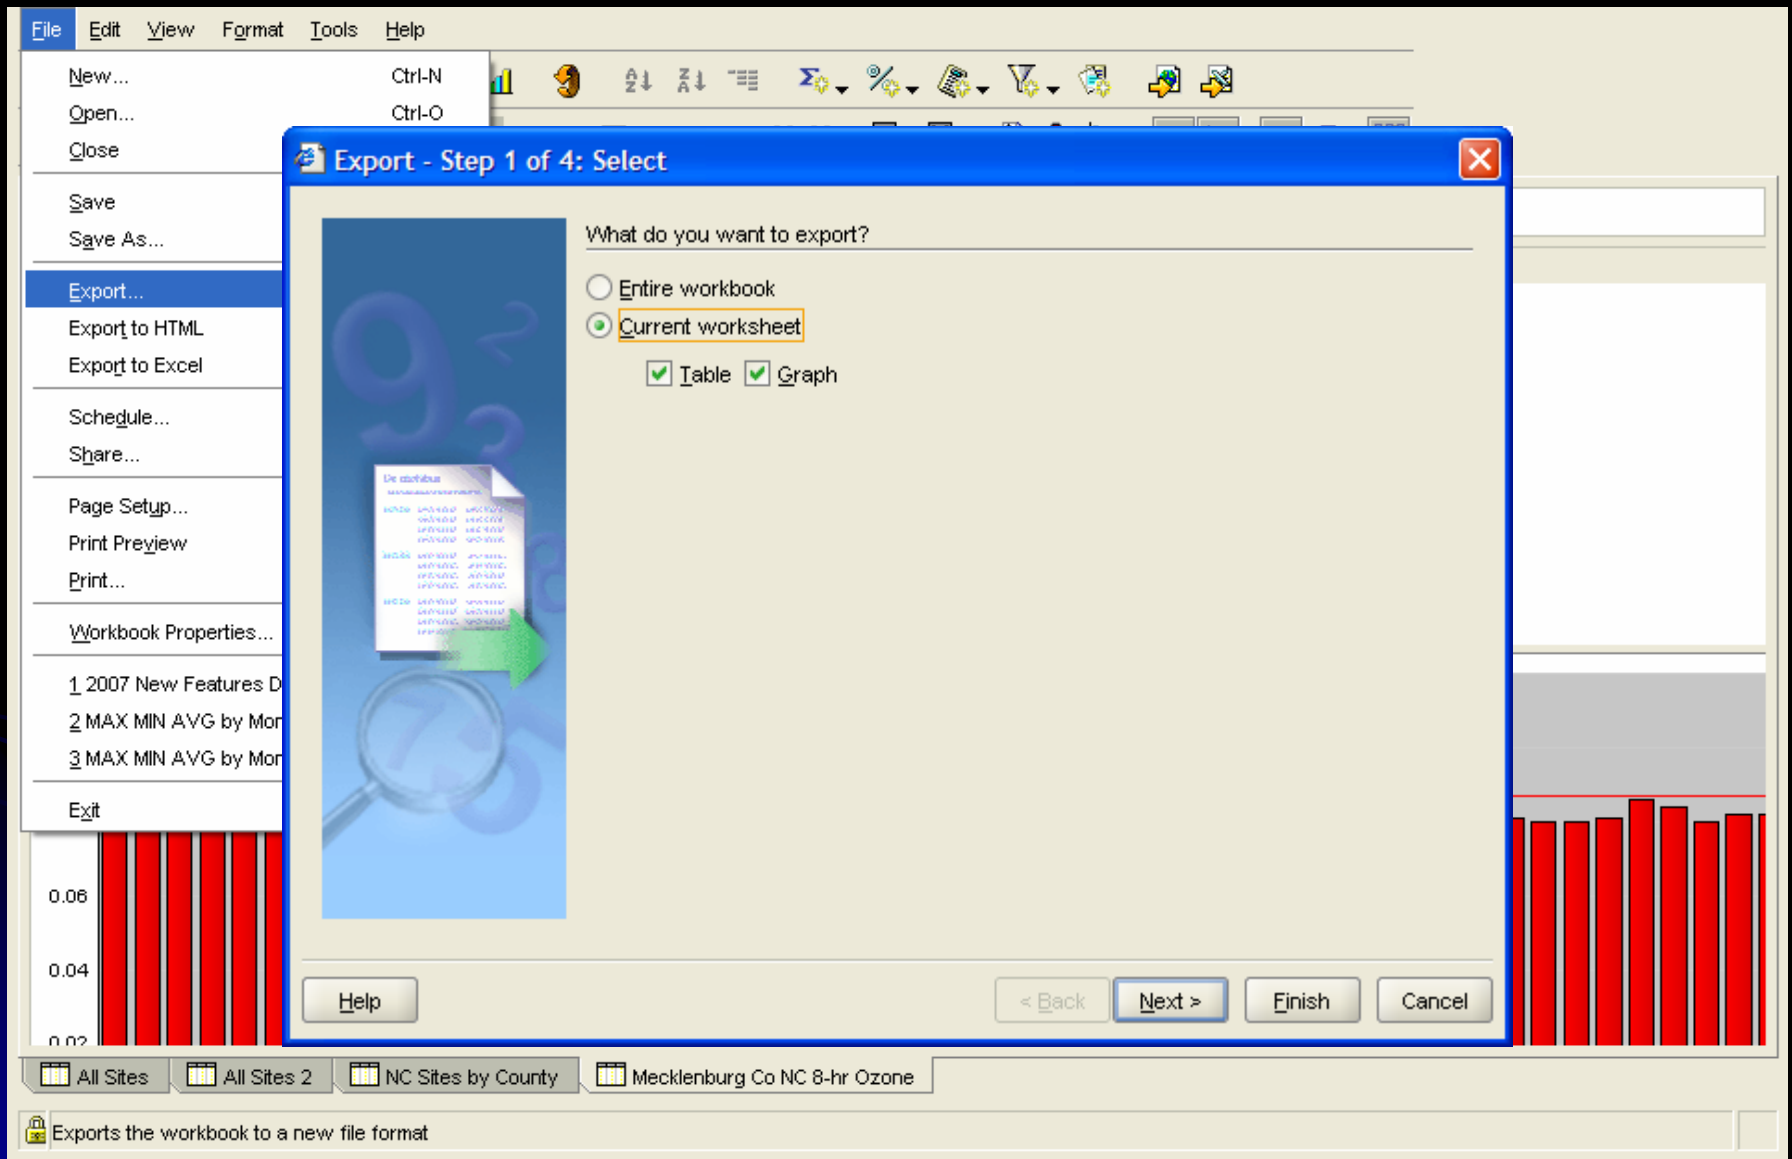 File Edit View Format Tools Help
New... Ctrl-N
Open... Ctrl-O
Close
Save
Save As...
Export...
Export to HTML
Export to Excel
Schedule...
Share...
Page Setup...
Print Preview
Print...
Workbook Properties...
1 2007 New Features D
2 MAX MIN AVG by Mon
3 MAX MIN AVG by Mon
Exit
Export - Step 1 of 4: Select
What do you want to export?
Entire workbook
Current worksheet
Table Graph
Help < Back Next > Finish Cancel
0.06
0.04
0.02
All Sites All Sites 2 NC Sites by County Mecklenburg Co NC 8-hr Ozone
Exports the workbook to a new file format